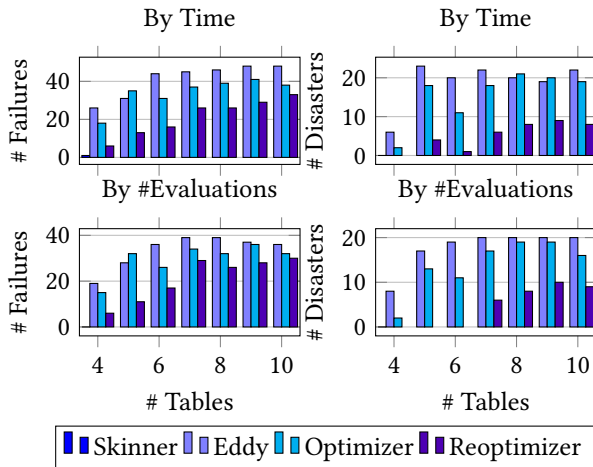 By Time
By Time
# Failures
40
20
0
# Disasters
20
10
0
By #Evaluations
By #Evaluations
# Failures
40
20
0
# Disasters
20
10
0
4 6 8 10
4 6 8 10
# Tables
# Tables
Skinner Eddy Optimizer Reoptimizer